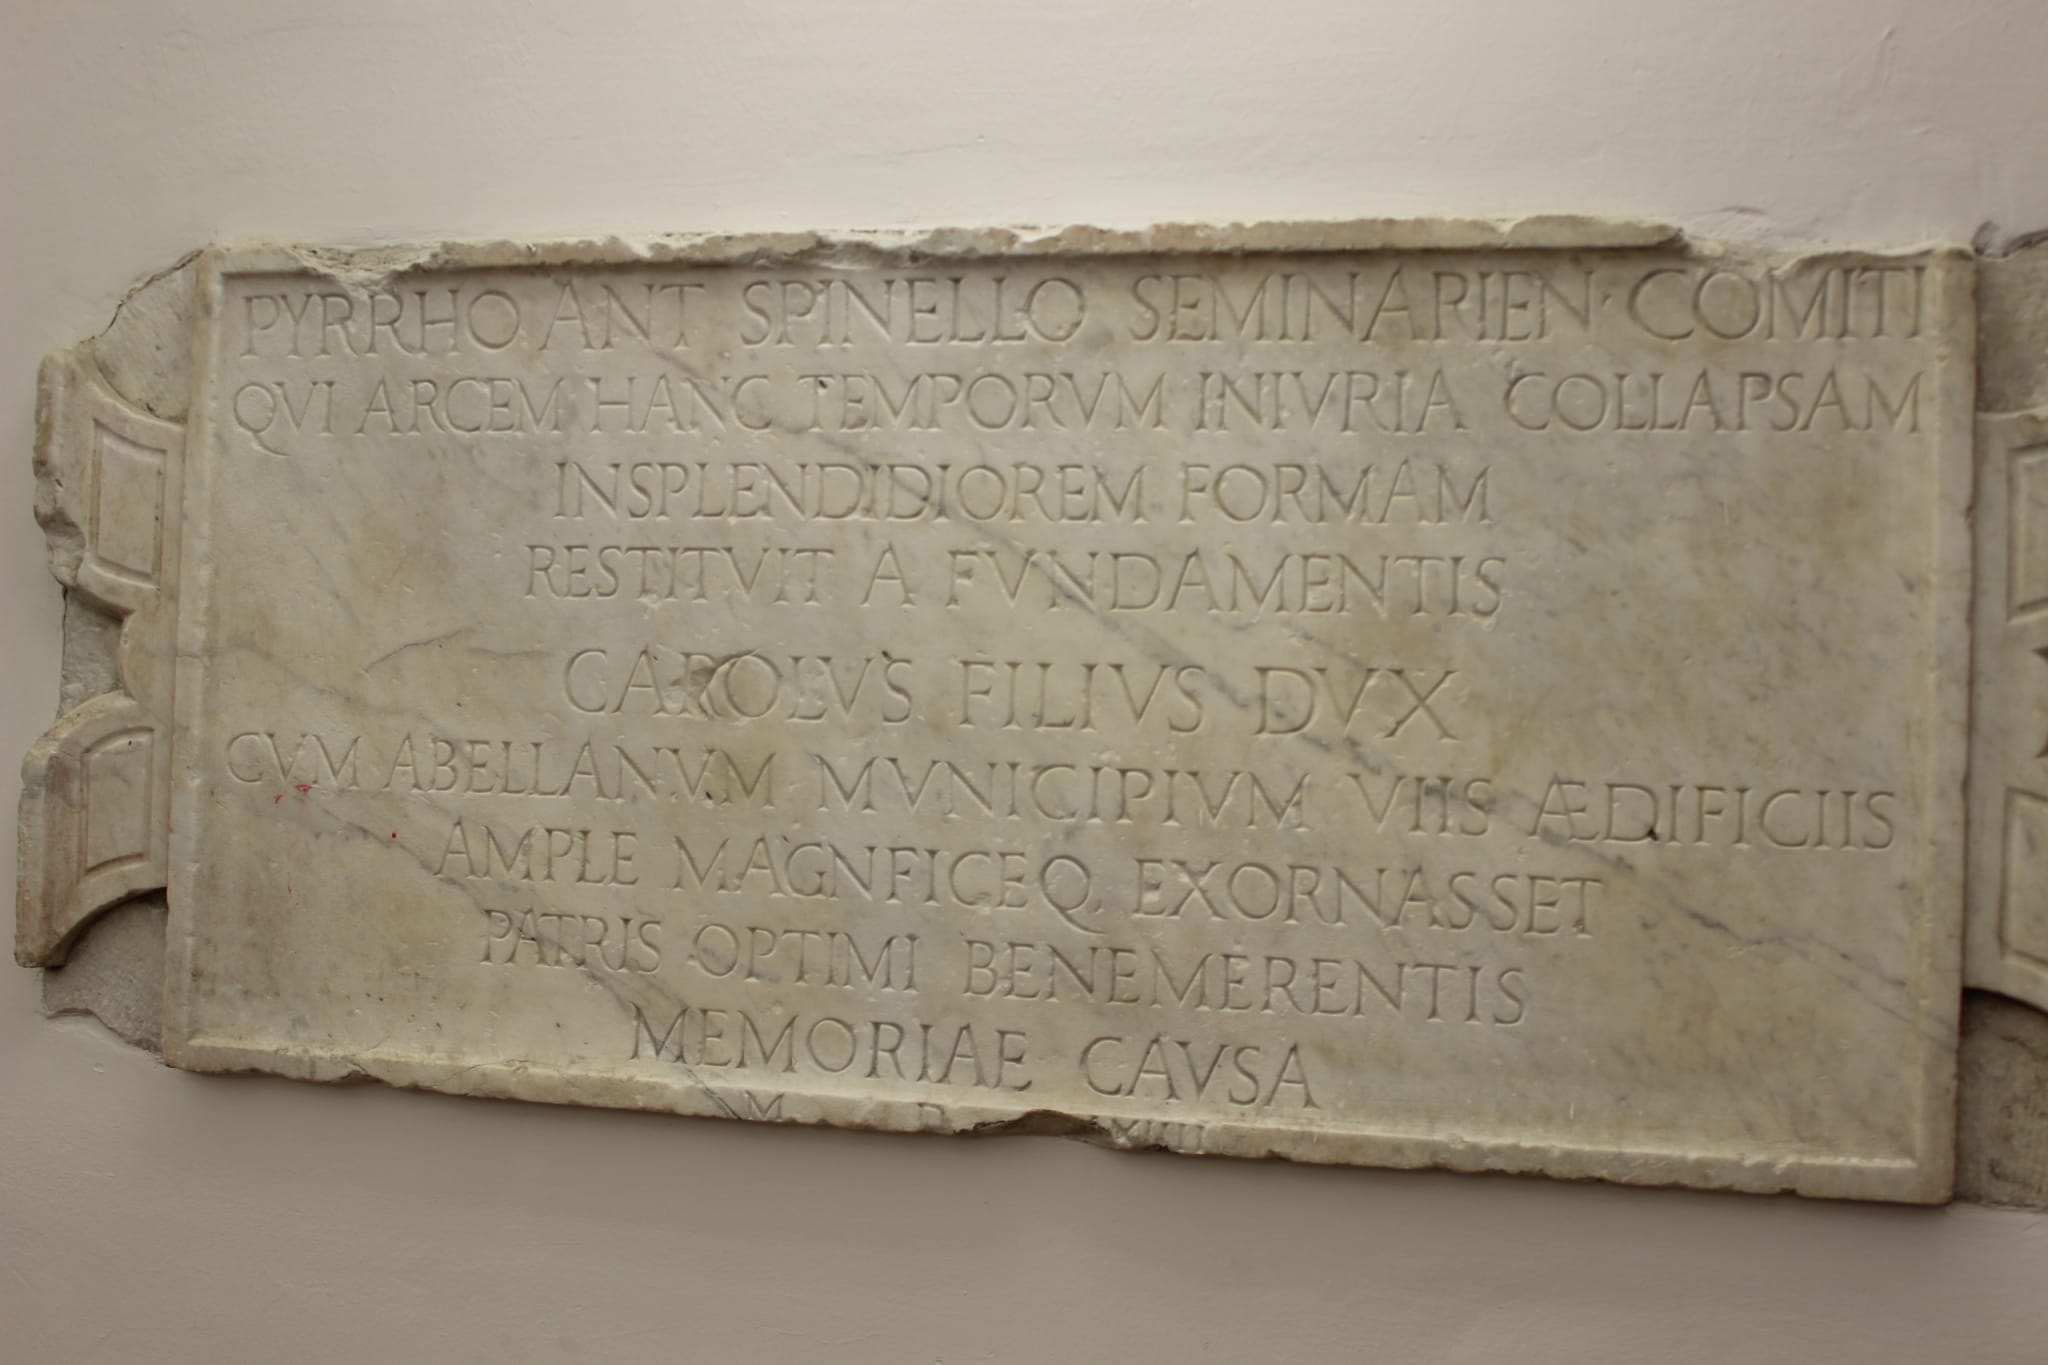 PYRRHO ANT SPINELLO SEMINARIEN · COMITI
QVI ARCEM HANC TEMPORVM INIVRIA COLLAPSAM
INSPLENDIDIOREM FORMAM
RESTITVIT A FVNDAMENTIS
CAROLVS FILIVS DVX
CVM ABELLANVM MVNICIPIVM VIIS ÆDIFICIIS
AMPLE MAGNFICEQ. EXORNASSET
PATRIS OPTIMI BENEMERENTIS
MEMORIAE CAVSA
M D